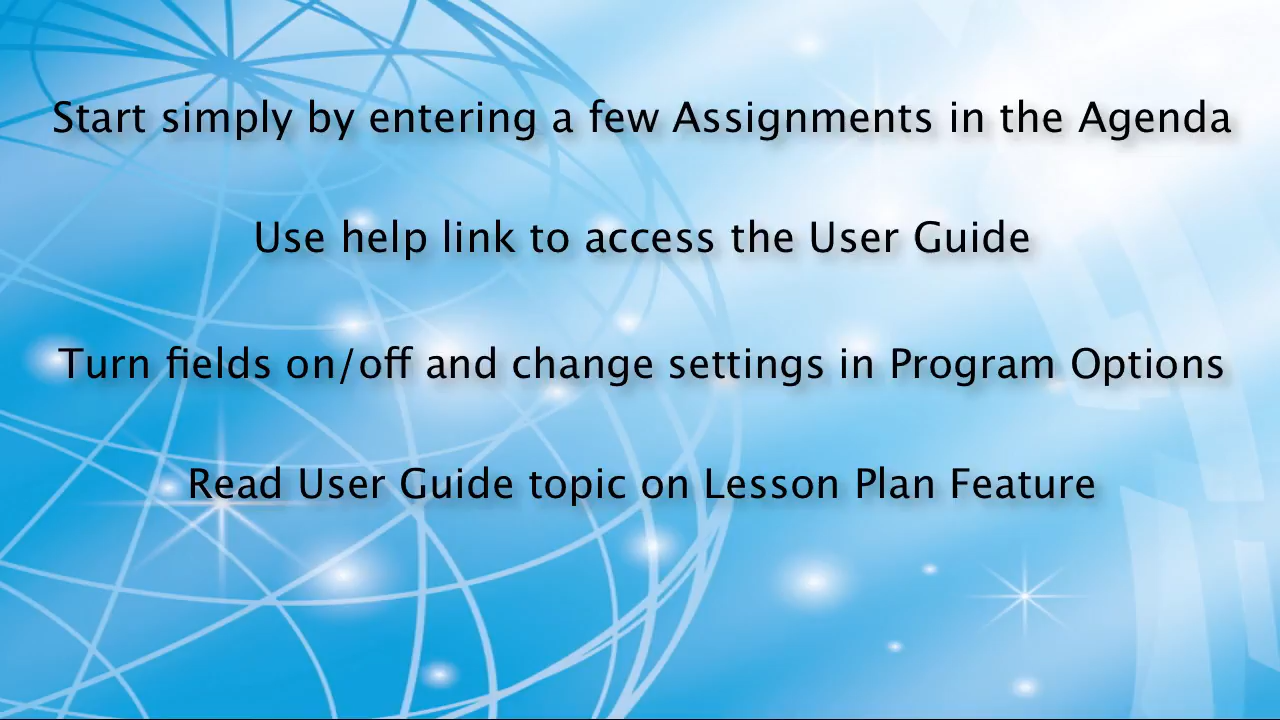 Start simply by entering a few Assignments in the Agenda
Use help link to access the User Guide
Turn fields on/off and change settings in Program Options
Read User Guide topic on Lesson Plan Feature